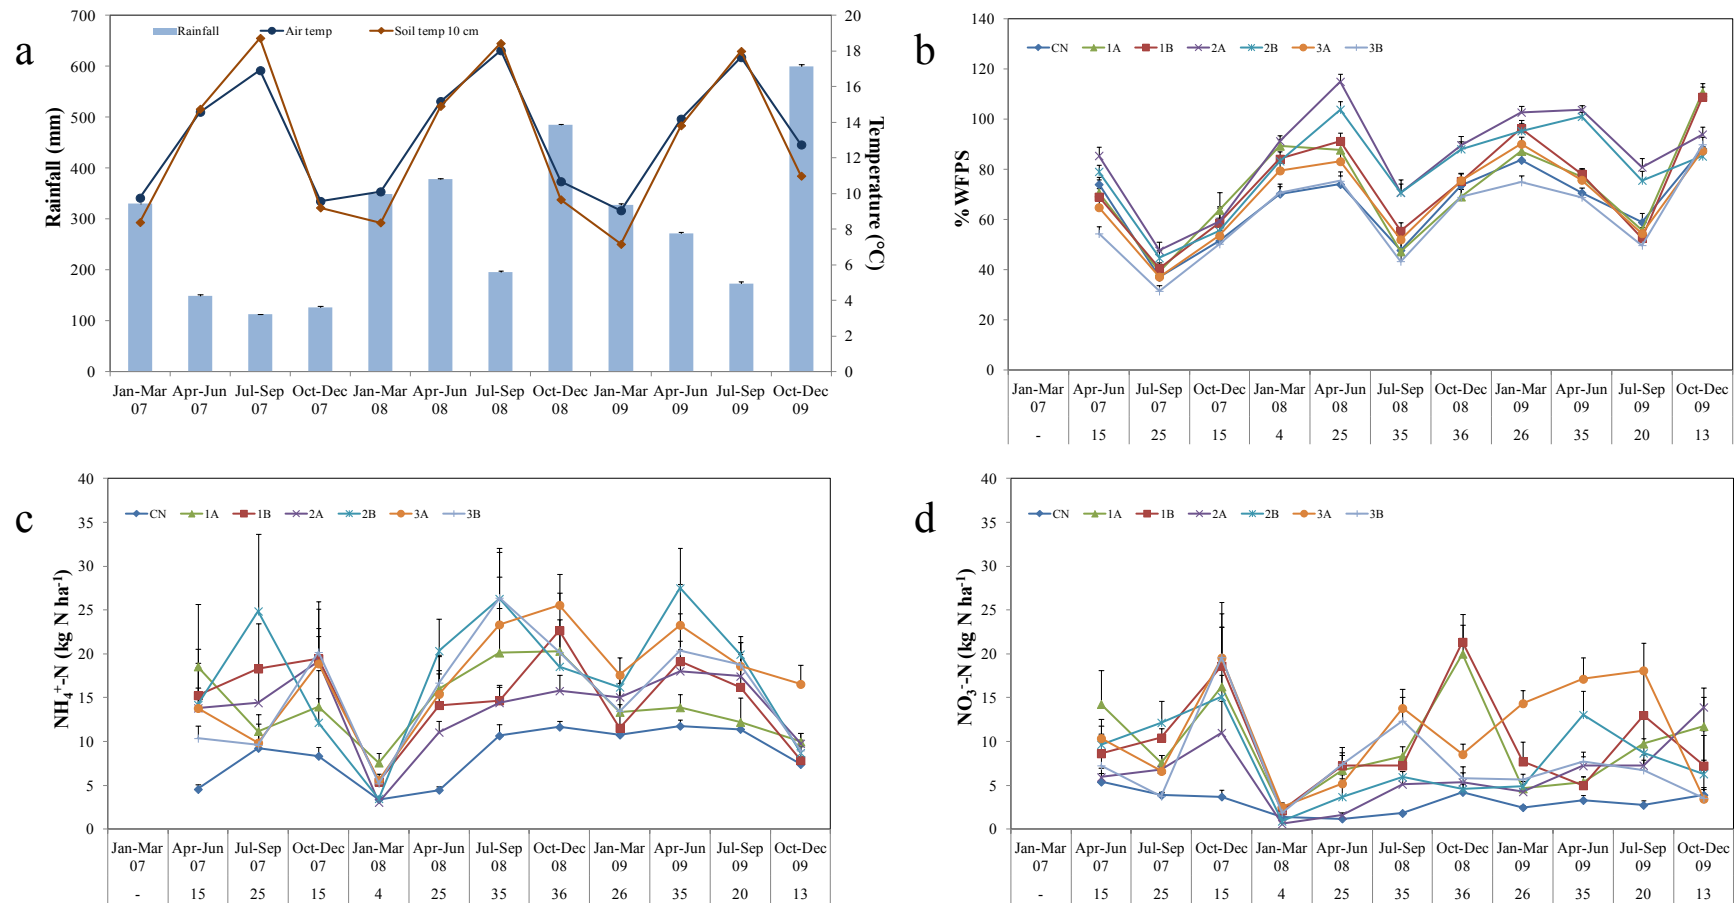 a
Rainfall Air temp Soil temp 10 cm
Rainfall (mm)
700
600
500
400
300
200
100
0
Temperature (°C)
20
18
16
14
12
10
8
6
4
2
0
Jan-Mar Apr-Jun Jul-Sep Oct-Dec Jan-Mar Apr-Jun Jul-Sep Oct-Dec Jan-Mar Apr-Jun Jul-Sep Oct-Dec
07 07 07 07 08 08 08 08 09 09 09 09
b
CN 1A 1B 2A 2B 3A 3B
%WFPS
140
120
100
80
60
40
20
0
Jan-Mar Apr-Jun Jul-Sep Oct-Dec Jan-Mar Apr-Jun Jul-Sep Oct-Dec Jan-Mar Apr-Jun Jul-Sep Oct-Dec
07 07 07 07 08 08 08 08 09 09 09 09
- 15 25 15 4 25 35 36 26 35 20 13
c
CN 1A 1B 2A 2B 3A 3B
NH₄⁺-N (kg N ha⁻¹)
40
35
30
25
20
15
10
5
0
Jan-Mar Apr-Jun Jul-Sep Oct-Dec Jan-Mar Apr-Jun Jul-Sep Oct-Dec Jan-Mar Apr-Jun Jul-Sep Oct-Dec
07 07 07 07 08 08 08 08 09 09 09 09
- 15 25 15 4 25 35 36 26 35 20 13
d
CN 1A 1B 2A 2B 3A 3B
NO₃⁻-N (kg N ha⁻¹)
40
35
30
25
20
15
10
5
0
Jan-Mar Apr-Jun Jul-Sep Oct-Dec Jan-Mar Apr-Jun Jul-Sep Oct-Dec Jan-Mar Apr-Jun Jul-Sep Oct-Dec
07 07 07 07 08 08 08 08 09 09 09 09
- 15 25 15 4 25 35 36 26 35 20 13